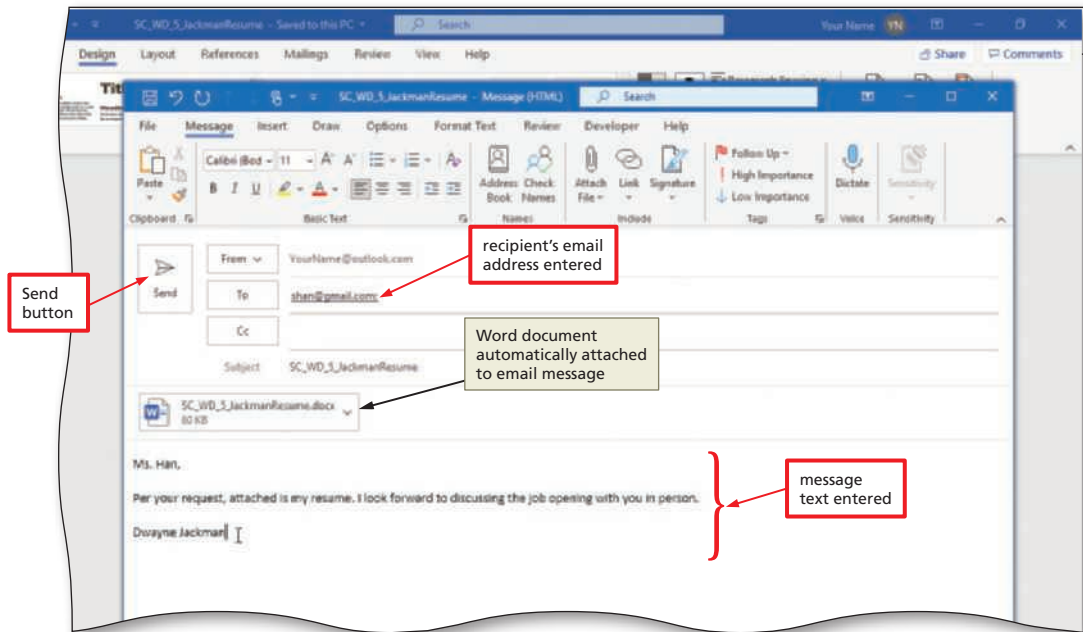 SC_WD_5_JackmanResume - Saved to this PC
Search
Your Name
YN
Design Layout References Mailings Review View Help
Share Comments
Tit
SC_WD_5_JackmanResume - Message (HTML)
Search
File Message Insert Draw Options Format Text Review Developer Help
Calibri (Bod 11 A A
B I U A
Paste
Address Book
Check Names
Attach File
Link
Signature
Follow Up
High Importance
Low Importance
Dictate
Sensitivity
Clipboard Basic Text Names Include Tags Voice Sensitivity
Send button
recipient's email
address entered
Send
From YourName@outlook.com
To shan@gmail.com;
Cc
Subject SC_WD_5_JackmanResume
Word document
automatically attached
to email message
SC_WD_5_JackmanResume.docx
80 KB
Ms. Han,
Per your request, attached is my resume. I look forward to discussing the job opening with you in person.
Dwayne Jackman
message
text entered